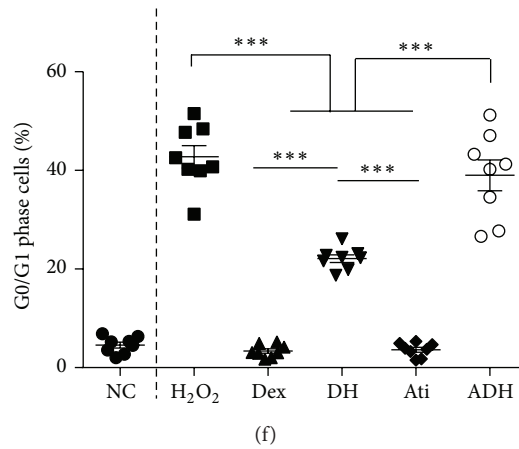 *** ***
60
*** ***
40
20
0
G0/G1 phase cells (%)
NC H₂O₂ Dex DH Ati ADH
(f)